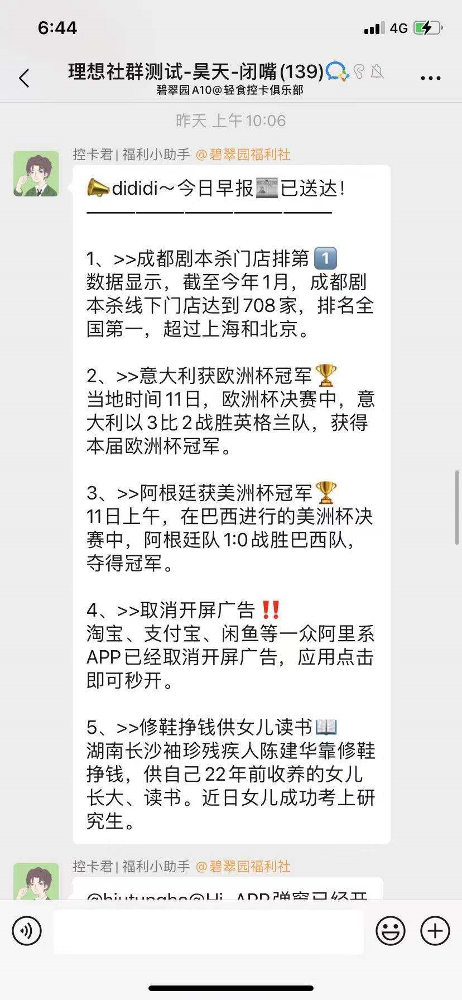 6:44
4G
理想社群测试-昊天-闭嘴(139)
碧翠园A10@轻食控卡俱乐部
昨天 上午10:06
控卡君| 福利小助手 @碧翠园福利社
dididi～今日早报已送达！
——————————————
1、>>成都剧本杀门店排第1️⃣
数据显示，截至今年1月，成都剧
本杀线下门店达到708家，排名全
国第一，超过上海和北京。
2、>>意大利获欧洲杯冠军🏆
当地时间11日，欧洲杯决赛中，意
大利以3比2战胜英格兰队，获得
本届欧洲杯冠军。
3、>>阿根廷获美洲杯冠军🏆
11日上午，在巴西进行的美洲杯决
赛中，阿根廷队1:0战胜巴西队，
夺得冠军。
4、>>取消开屏广告‼️
淘宝、支付宝、闲鱼等一众阿里系
APP已经取消开屏广告，应用点击
即可秒开。
5、>>修鞋挣钱供女儿读书📖
湖南长沙袖珍残疾人陈建华靠修鞋
挣钱，供自己22年前收养的女儿
长大、读书。近日女儿成功考上研
究生。
控卡君| 福利小助手 @碧翠园福利社